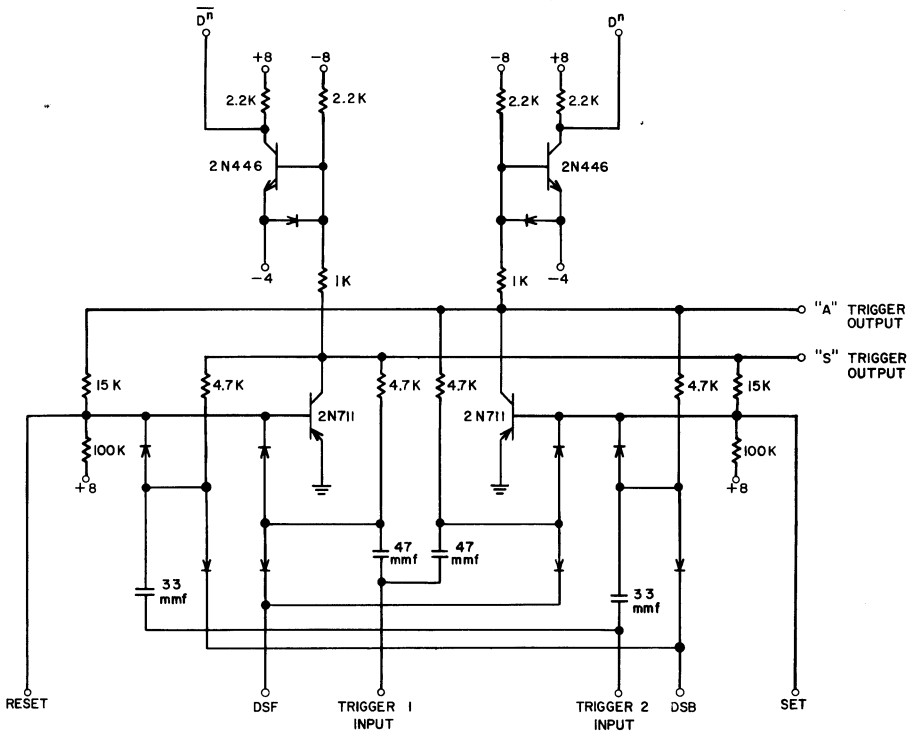 D̅ⁿ̅ Dⁿ
+8 -8 -8 +8
2.2K 2.2K 2.2K 2.2K
2N446 2N446
-4 1K 1K -4
"A" TRIGGER
OUTPUT
"S" TRIGGER
OUTPUT
15K 4.7K 4.7K 4.7K 4.7K 15K
2N711 2N711
100K 100K
+8 +8
47
mmf
47
mmf
33
mmf
33
mmf
RESET DSF TRIGGER 1
INPUT
TRIGGER 2
INPUT
DSB SET